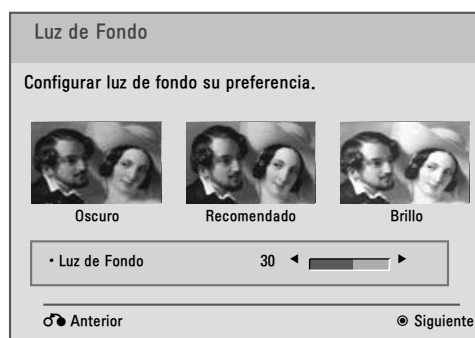 Luz de Fondo
Configurar luz de fondo su preferencia.
Oscuro Recomendado Brillo
• Luz de Fondo 30 ◄ ►
Anterior ◉ Siguiente